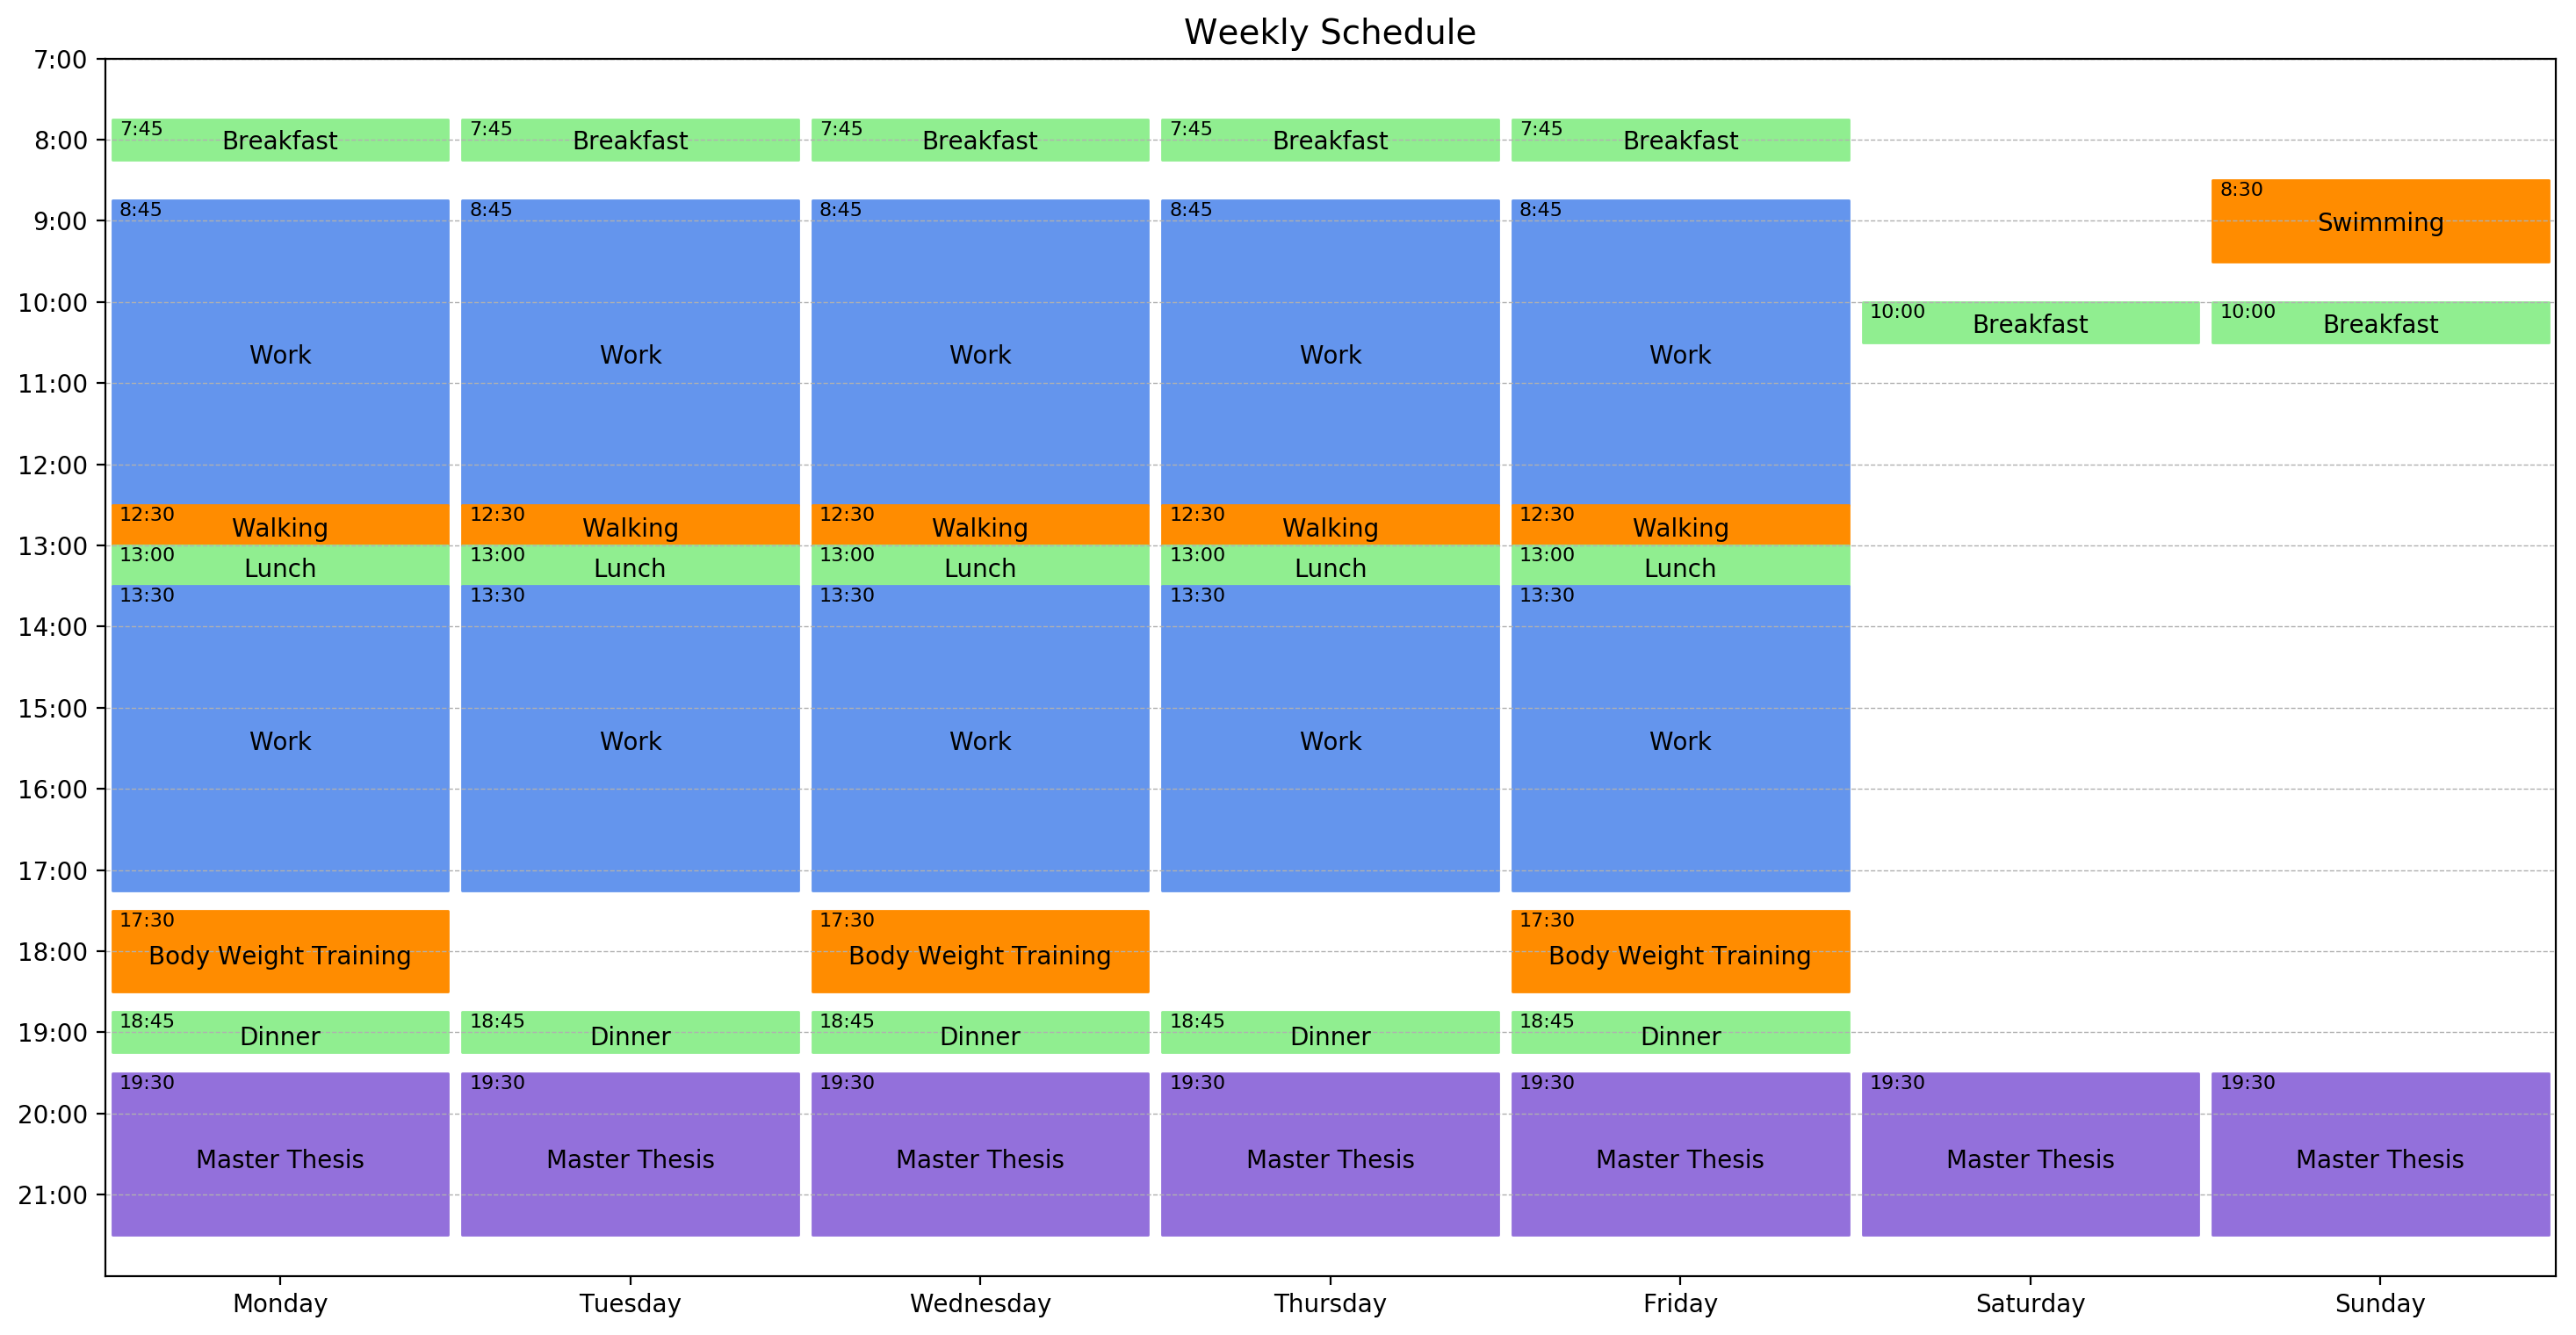 Weekly Schedule
7:00
7:45 Breakfast 7:45 Breakfast 7:45 Breakfast 7:45 Breakfast 7:45 Breakfast
8:00
8:30
Swimming
8:45 8:45 8:45 8:45 8:45
9:00
10:00
10:00 Breakfast 10:00 Breakfast
Work Work Work Work Work
11:00
12:00
12:30 Walking 12:30 Walking 12:30 Walking 12:30 Walking 12:30 Walking
13:00
13:00 Lunch 13:00 Lunch 13:00 Lunch 13:00 Lunch 13:00 Lunch
13:30 13:30 13:30 13:30 13:30
14:00
15:00
Work Work Work Work Work
16:00
17:00
17:30 17:30 17:30
18:00
Body Weight Training Body Weight Training Body Weight Training
18:45 Dinner 18:45 Dinner 18:45 Dinner 18:45 Dinner 18:45 Dinner
19:00
19:30 19:30 19:30 19:30 19:30 19:30 19:30
20:00
Master Thesis Master Thesis Master Thesis Master Thesis Master Thesis Master Thesis Master Thesis
21:00
Monday Tuesday Wednesday Thursday Friday Saturday Sunday